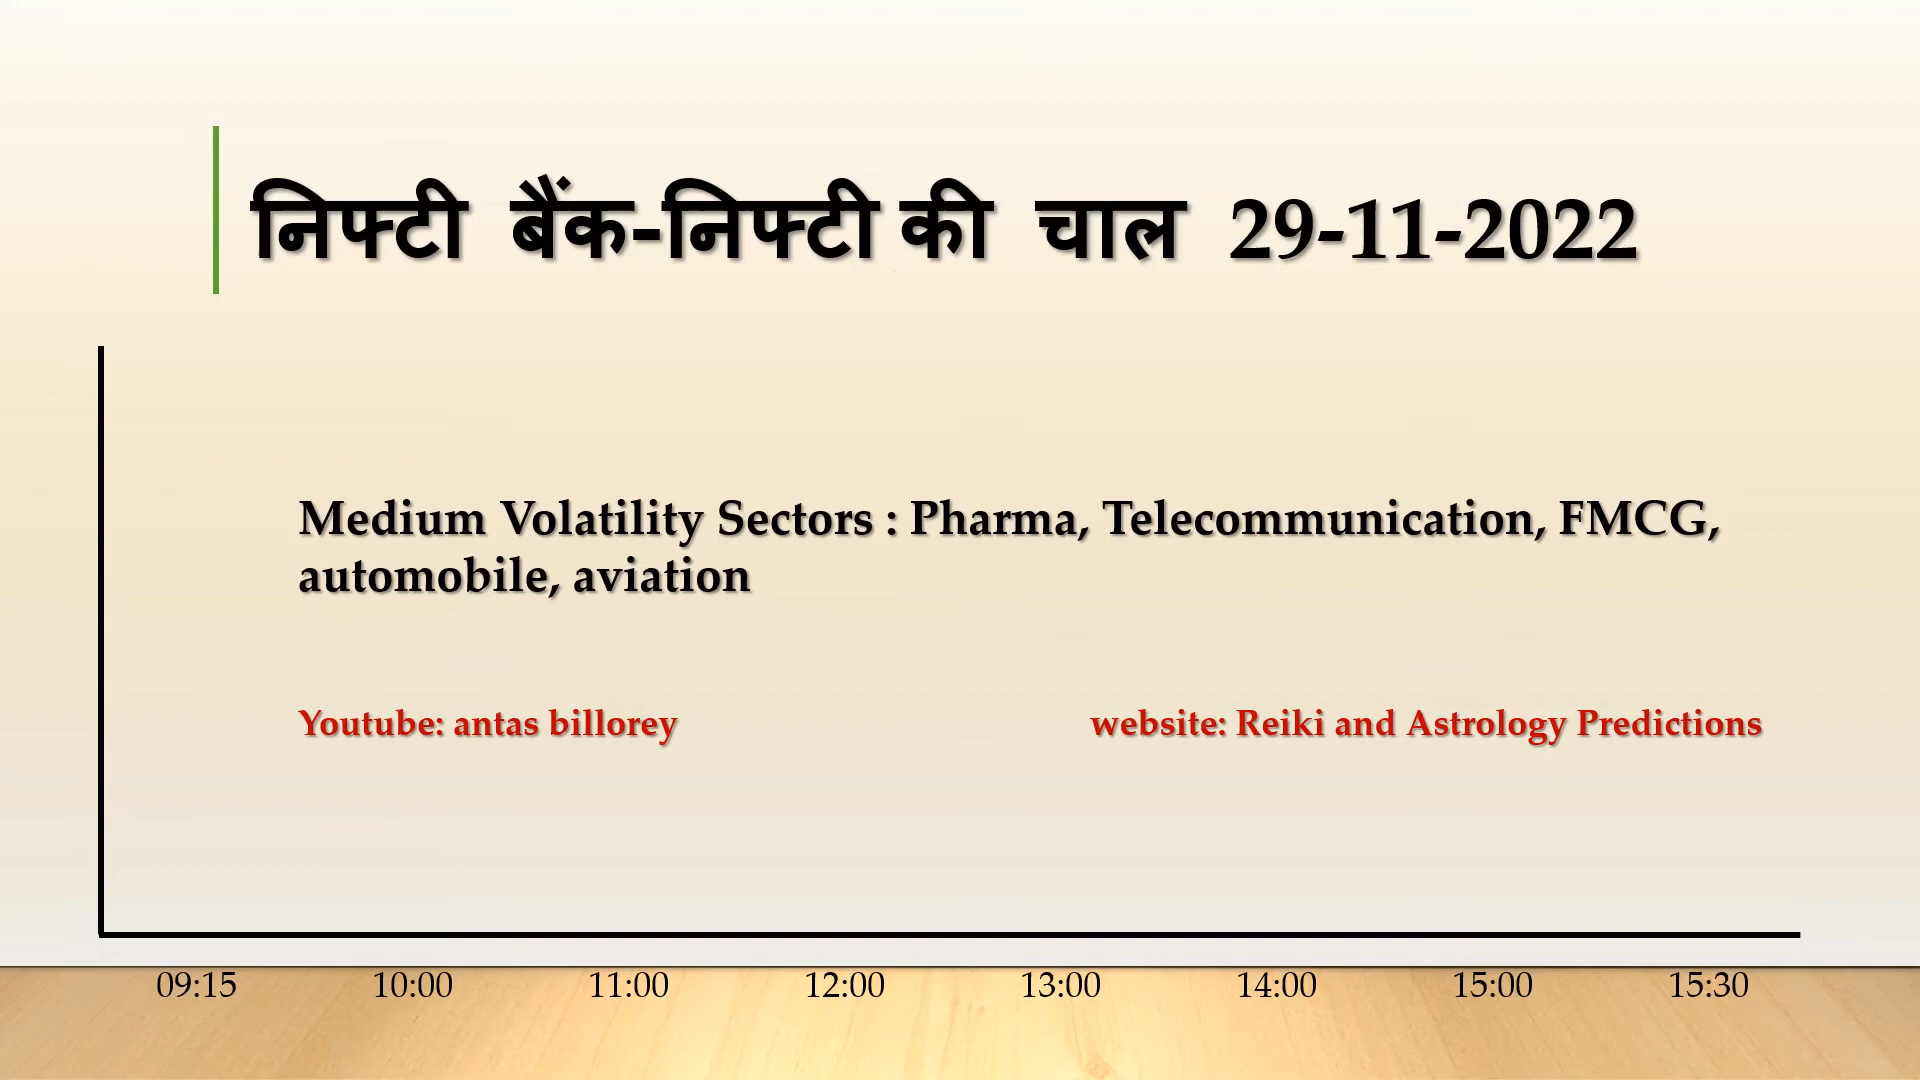 निफ्टी बैंक-निफ्टी की चाल 29-11-2022
Medium Volatility Sectors : Pharma, Telecommunication, FMCG,
automobile, aviation
Youtube: antas billorey website: Reiki and Astrology Predictions
09:15 10:00 11:00 12:00 13:00 14:00 15:00 15:30